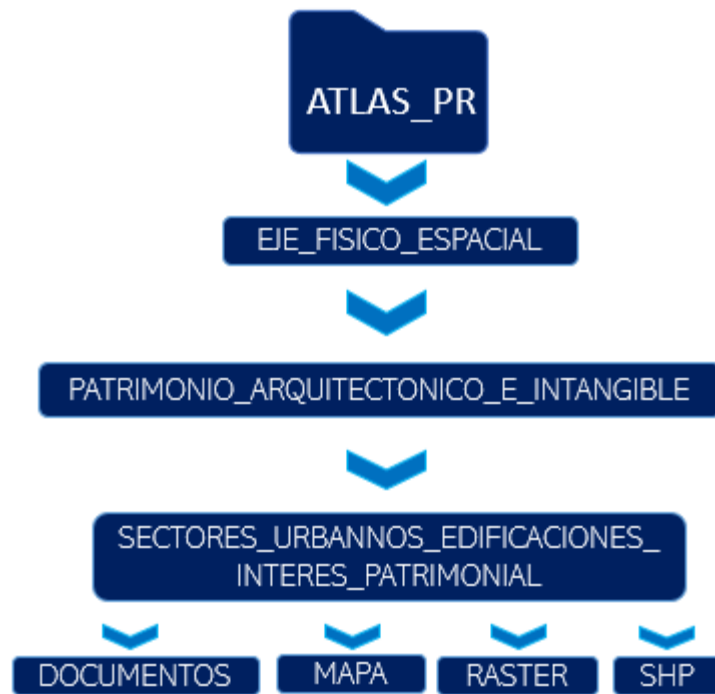 ATLAS_PR
EJE_FISICO_ESPACIAL
PATRIMONIO_ARQUITECTONICO_E_INTANGIBLE
SECTORES_URBANNOS_EDIFICACIONES_
INTERES_PATRIMONIAL
DOCUMENTOS
MAPA
RASTER
SHP